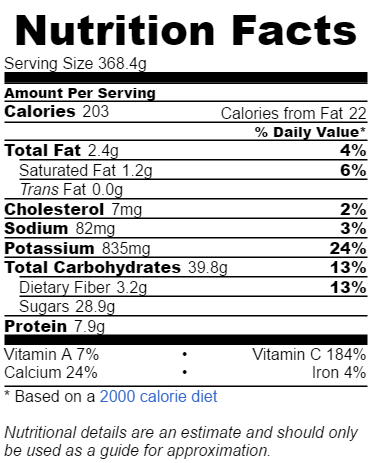 Nutrition Facts
Serving Size 368.4g
Amount Per Serving
Calories 203 Calories from Fat 22
% Daily Value*
Total Fat 2.4g 4%
Saturated Fat 1.2g 6%
Trans Fat 0.0g
Cholesterol 7mg 2%
Sodium 82mg 3%
Potassium 835mg 24%
Total Carbohydrates 39.8g 13%
Dietary Fiber 3.2g 13%
Sugars 28.9g
Protein 7.9g
Vitamin A 7% • Vitamin C 184%
Calcium 24% • Iron 4%
* Based on a 2000 calorie diet
Nutritional details are an estimate and should only
be used as a guide for approximation.